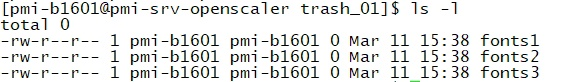 [pmi-b1601@pmi-srv-openscaler trash_01]$ ls -l
total 0
-rw-r--r-- 1 pmi-b1601 pmi-b1601 0 Mar 11 15:38 fonts1
-rw-r--r-- 1 pmi-b1601 pmi-b1601 0 Mar 11 15:38 fonts2
-rw-r--r-- 1 pmi-b1601 pmi-b1601 0 Mar 11 15:38 fonts3